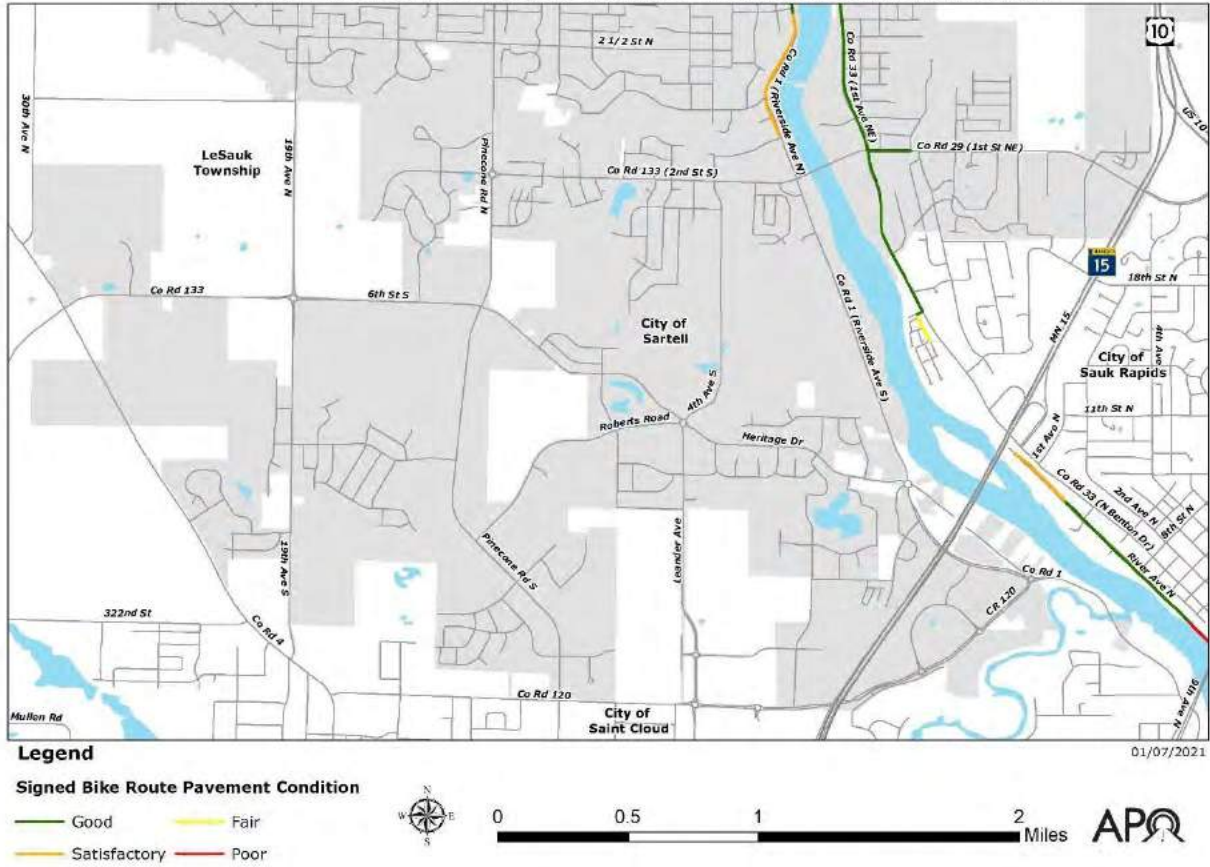 10
2 1/2 St N
Co Rd 1 (Riverside Ave N)
Co Rd 33 (1st Ave NE)
US 10
30th Ave N
LeSauk
Township
19th Ave N
Pinecone Rd N
Co Rd 133 (2nd St S)
Co Rd 29 (1st St NE)
15
18th St N
Co Rd 133
6th St S
Co Rd 1 (Riverside Ave S)
City of
Sartell
MN 15
4th Ave N
City of
Sauk Rapids
4th Ave S
Roberts Road
Heritage Dr
11th St N
1st Ave N
Co Rd 33 (N Benton Dr)
2nd Ave N
8th St N
River Ave N
19th Ave S
Pinecone Rd S
Leander Ave
Co Rd 1
CR 120
322nd St
Co Rd 4
Co Rd 120
Mullen Rd
City of
Saint Cloud
9th Ave N
Legend
01/07/2021
Signed Bike Route Pavement Condition
Good
Fair
Satisfactory
Poor
N
W
E
S
0
0.5
1
2
Miles
APO